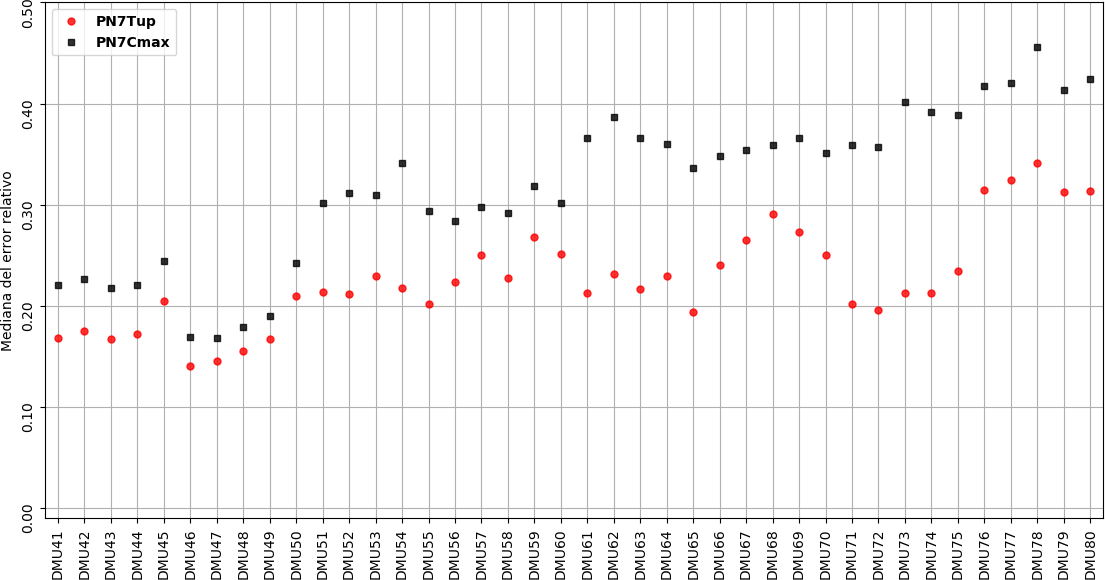 PN7Tup
PN7Cmax
Mediana del error relativo
0.50
0.40
0.30
0.20
0.10
0.00
DMU41
DMU42
DMU43
DMU44
DMU45
DMU46
DMU47
DMU48
DMU49
DMU50
DMU51
DMU52
DMU53
DMU54
DMU55
DMU56
DMU57
DMU58
DMU59
DMU60
DMU61
DMU62
DMU63
DMU64
DMU65
DMU66
DMU67
DMU68
DMU69
DMU70
DMU71
DMU72
DMU73
DMU74
DMU75
DMU76
DMU77
DMU78
DMU79
DMU80